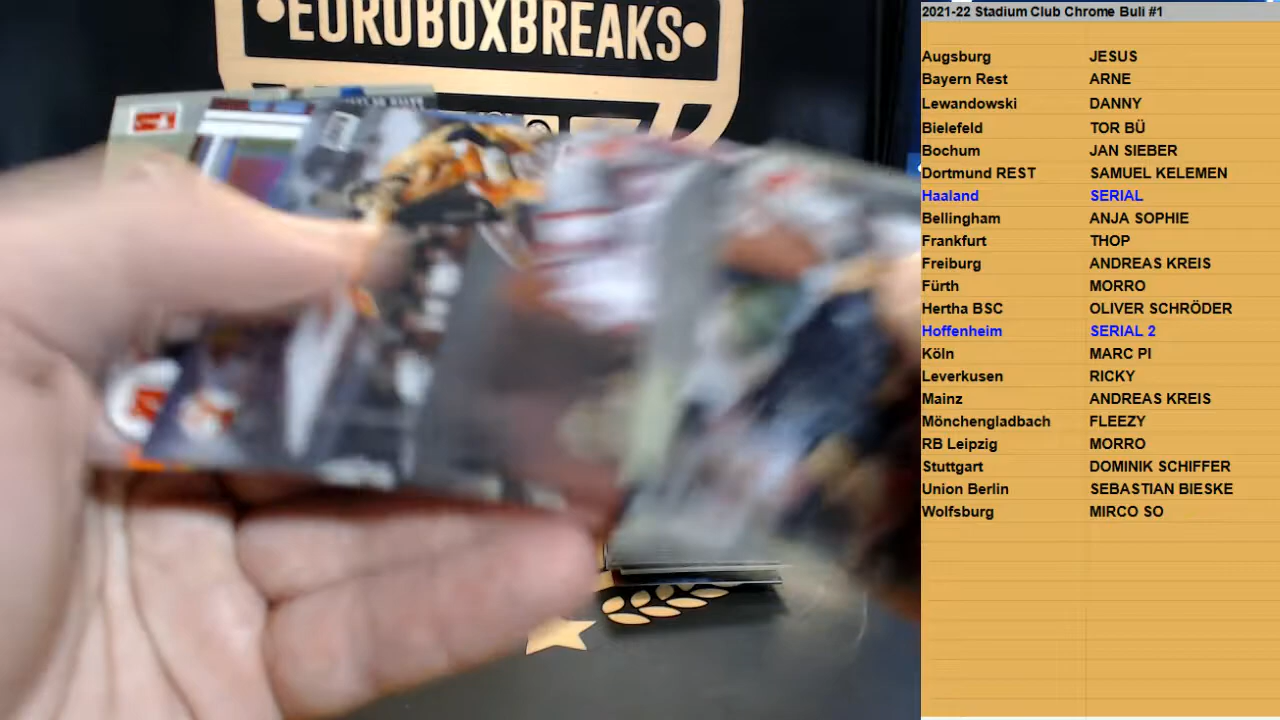 •EUROBOXBREAKS•
2021-22 Stadium Club Chrome Buli #1
Augsburg JESUS
Bayern Rest ARNE
Lewandowski DANNY
Bielefeld TOR BÜ
Bochum JAN SIEBER
Dortmund REST SAMUEL KELEMEN
Haaland SERIAL
Bellingham ANJA SOPHIE
Frankfurt THOP
Freiburg ANDREAS KREIS
Fürth MORRO
Hertha BSC OLIVER SCHRÖDER
Hoffenheim SERIAL 2
Köln MARC PI
Leverkusen RICKY
Mainz ANDREAS KREIS
Mönchengladbach FLEEZY
RB Leipzig MORRO
Stuttgart DOMINIK SCHIFFER
Union Berlin SEBASTIAN BIESKE
Wolfsburg MIRCO SO